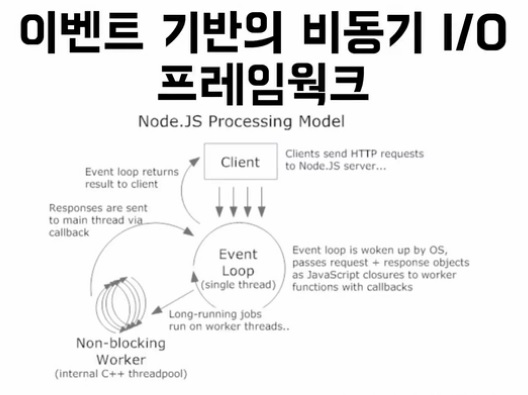 이벤트 기반의 비동기 I/O
프레임웍크
Node.JS Processing Model
Client
Clients send HTTP requests
to Node.JS server...
Event loop returns
result to client
Responses are sent
to main thread via
callback
Event
Loop
(single thread)
Event loop is woken up by OS,
passes request + response objects
as JavaScript closures to worker
functions with callbacks
Long-running jobs
run on worker threads..
Non-blocking
Worker
(internal C++ threadpool)